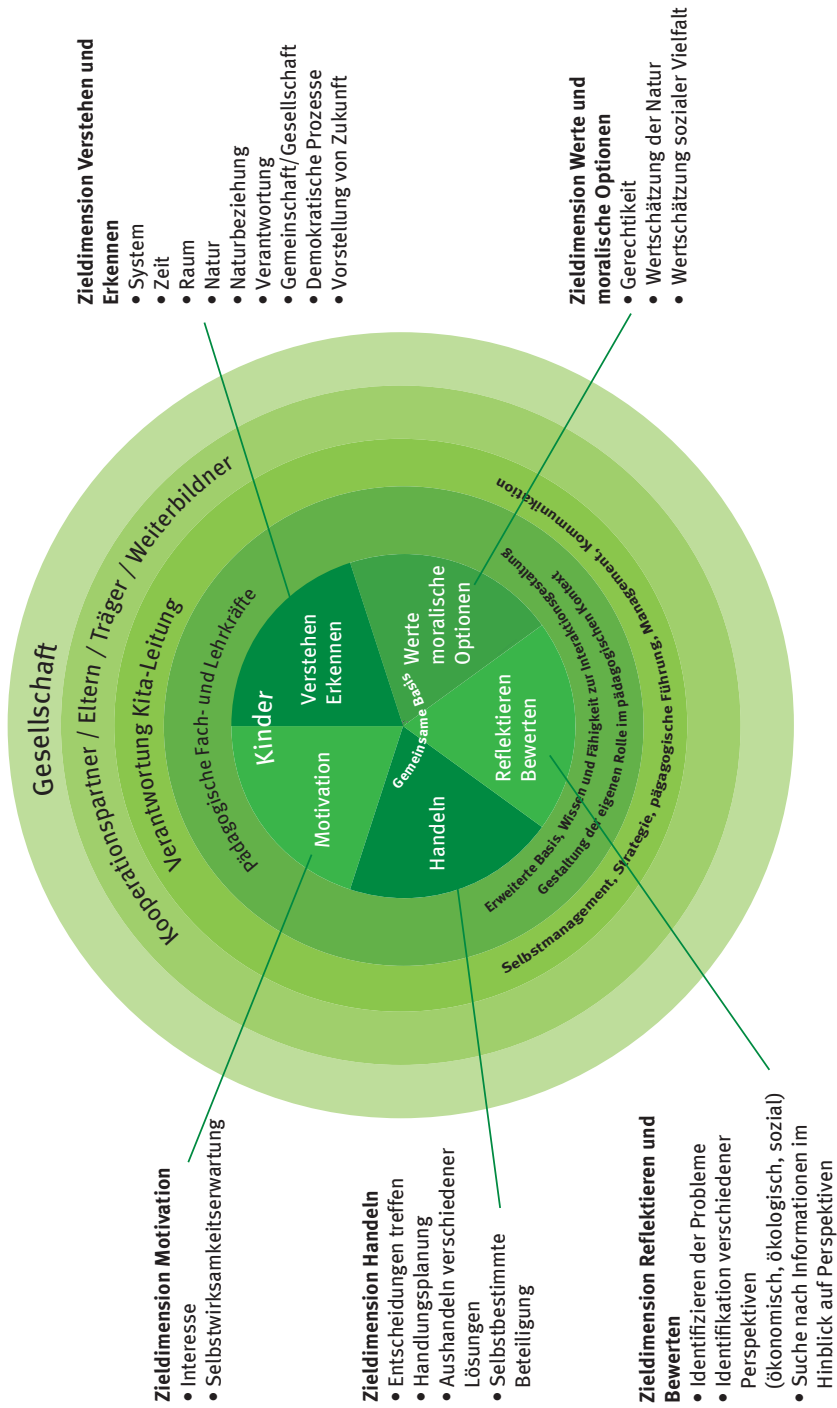 Zieldimension Motivation
• Interesse
• Selbstwirksamkeitserwartung
Zieldimension Handeln
• Entscheidungen treffen
• Handlungsplanung
• Aushandeln verschiedener
Lösungen
• Selbstbestimmte
Beteiligung
Zieldimension Reflektieren und
Bewerten
• Identifizieren der Probleme
• Identifikation verschiedener
Perspektiven
(ökonomisch, ökologisch, sozial)
• Suche nach Informationen im
Hinblick auf Perspektiven
Gesellschaft
Kooperationspartner / Eltern / Träger / Weiterbildner
Verantwortung Kita-Leitung
Pädagogische Fach- und Lehrkräfte
Kinder
Motivation
Verstehen
Erkennen
Gemeinsame Basis
Handeln
Werte
moralische
Optionen
Reflektieren
Bewerten
Erweiterte Basis, Wissen und Fähigkeit zur Interaktionsgestaltung
Gestaltung der eigenen Rolle im pädagogischen Kontext
Selbstmanagement, Strategie, pädagogische Führung, Management, Kommunikation
Zieldimension Verstehen und
Erkennen
• System
• Zeit
• Raum
• Natur
• Naturbeziehung
• Verantwortung
• Gemeinschaft/Gesellschaft
• Demokratische Prozesse
• Vorstellung von Zukunft
Zieldimension Werte und
moralische Optionen
• Gerechtikeit
• Wertschätzung der Natur
• Wertschätzung sozialer Vielfalt